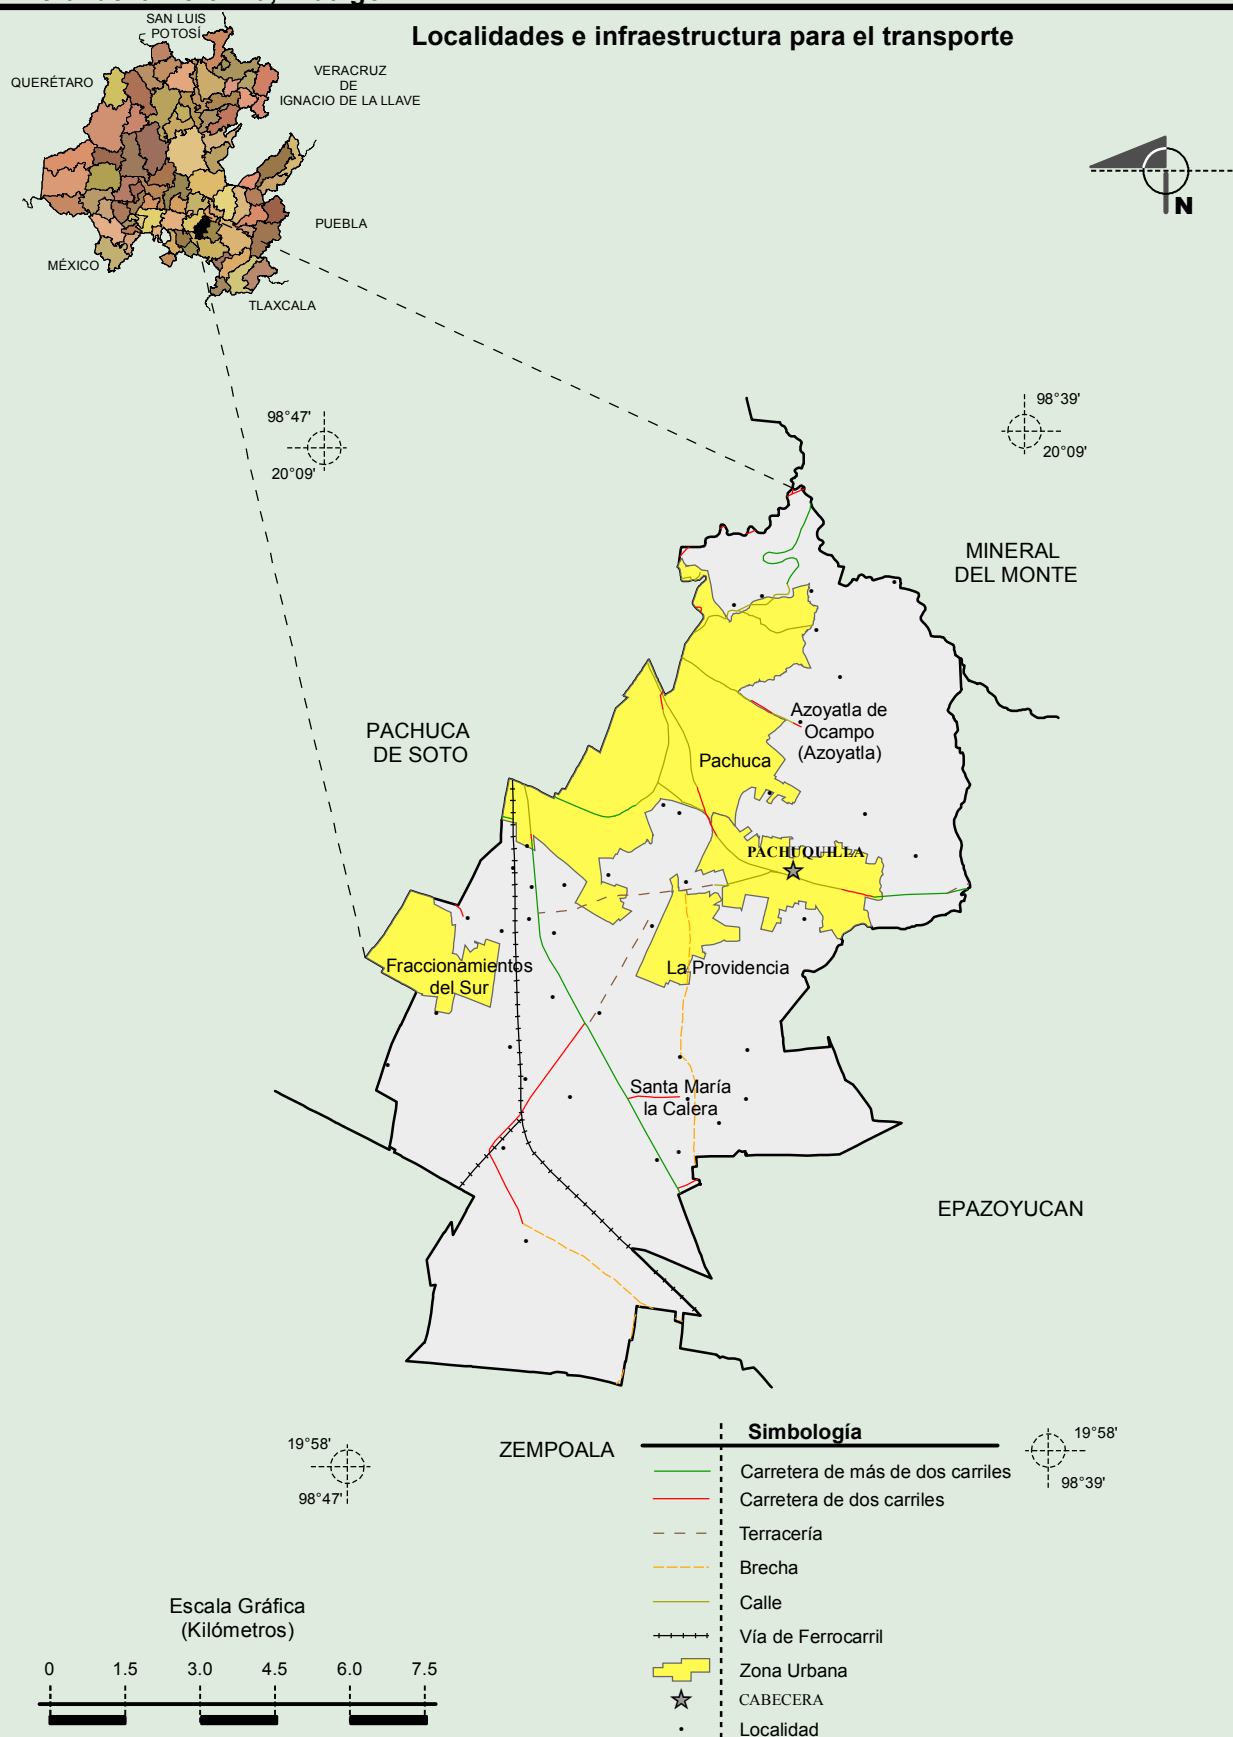 Localidades e infraestructura para el transporte
SAN LUIS
POTOSÍ
QUERÉTARO
VERACRUZ
DE
IGNACIO DE LA LLAVE
PUEBLA
MÉXICO
TLAXCALA
N
98°47'
20°09'
98°39'
20°09'
MINERAL
DEL MONTE
PACHUCA
DE SOTO
Azoyatla de
Ocampo
(Azoyatla)
Pachuca
PACHUQUILLA
Fraccionamientos
del Sur
La Providencia
Santa María
la Calera
EPAZOYUCAN
ZEMPOALA
19°58'
98°47'
19°58'
98°39'
Simbología
Carretera de más de dos carriles
Carretera de dos carriles
Terracería
Brecha
Calle
Vía de Ferrocarril
Zona Urbana
CABECERA
Localidad
Escala Gráfica
(Kilómetros)
0 1.5 3.0 4.5 6.0 7.5